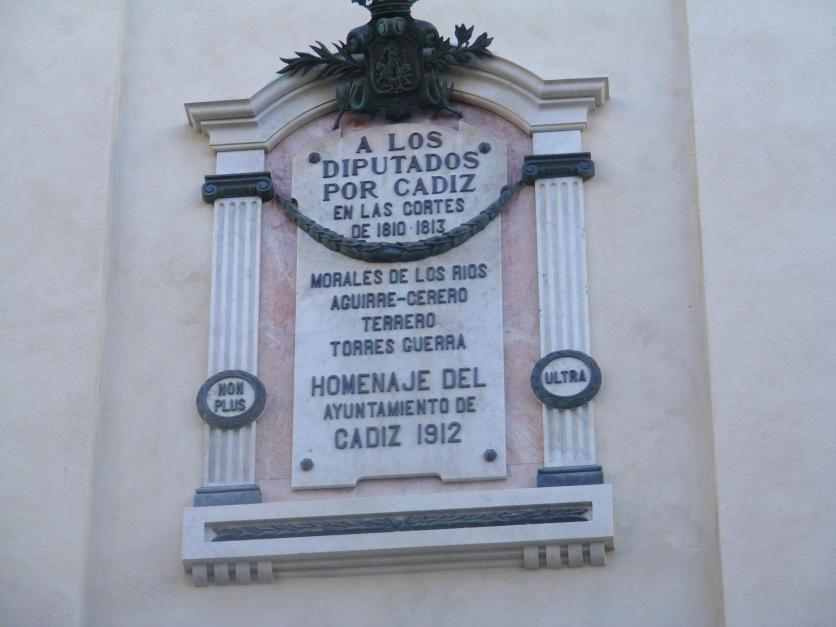 A LOS
DIPUTADOS
POR CADIZ
EN LAS CORTES
DE 1810·1813
MORALES DE LOS RIOS
AGUIRRE-CERERO
TERRERO
TORRES GUERRA
HOMENAJE DEL
AYUNTAMIENTO DE
CADIZ 1912
NON
PLUS
ULTRA